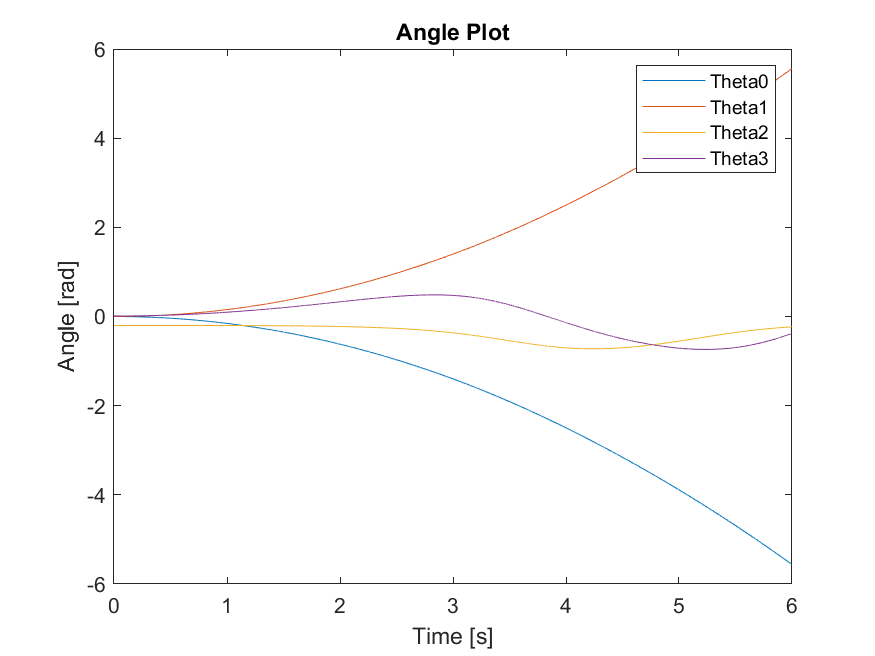 Angle Plot
Theta0
Theta1
Theta2
Theta3
6
4
2
0
-2
-4
-6
Angle [rad]
0 1 2 3 4 5 6
Time [s]